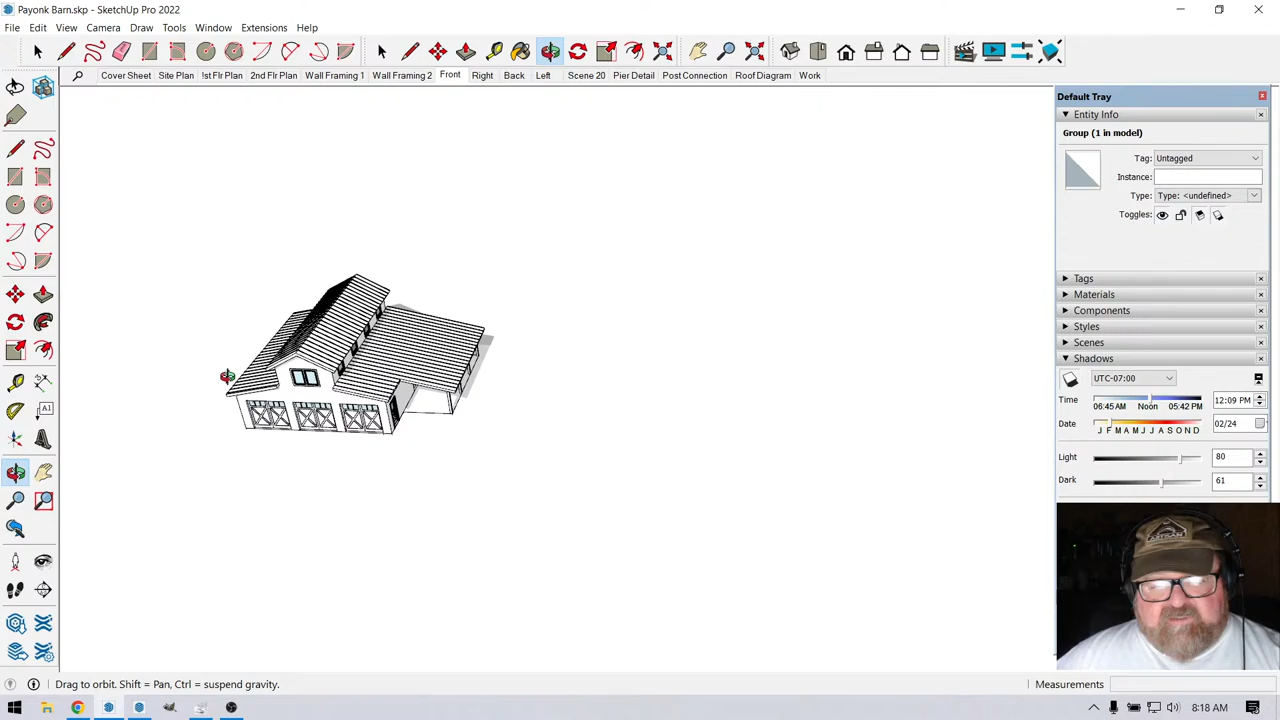 Payonk Barn.skp - SketchUp Pro 2022
File Edit View Camera Draw Tools Window Extensions Help
Cover Sheet Site Plan !st Flr Plan 2nd Flr Plan Wall Framing 1 Wall Framing 2 Front Right Back Left Scene 20 Pier Detail Post Connection Roof Diagram Work
Default Tray
Entity Info
Group (1 in model)
Tag: Untagged
Instance:
Type: Type: <undefined>
Toggles:
Tags
Materials
Components
Styles
Scenes
Shadows
UTC-07:00
Time 12:09 PM
06:45 AM Noon 05:42 PM
Date 02/24
J F M A M J J A S O N D
Light 80
Dark 61
ARTISAN
A1
Drag to orbit. Shift = Pan, Ctrl = suspend gravity.
Measurements
8:18 AM